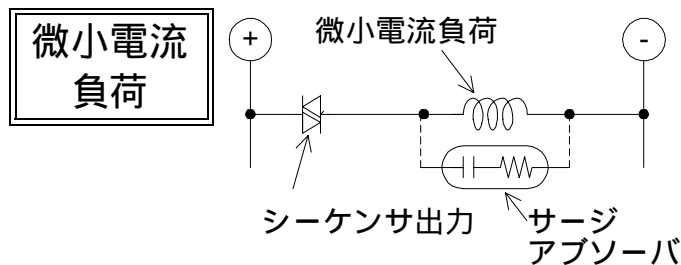 微小電流
負荷
+
微小電流負荷
-
シーケンサ出力
サージ
アブソーバ